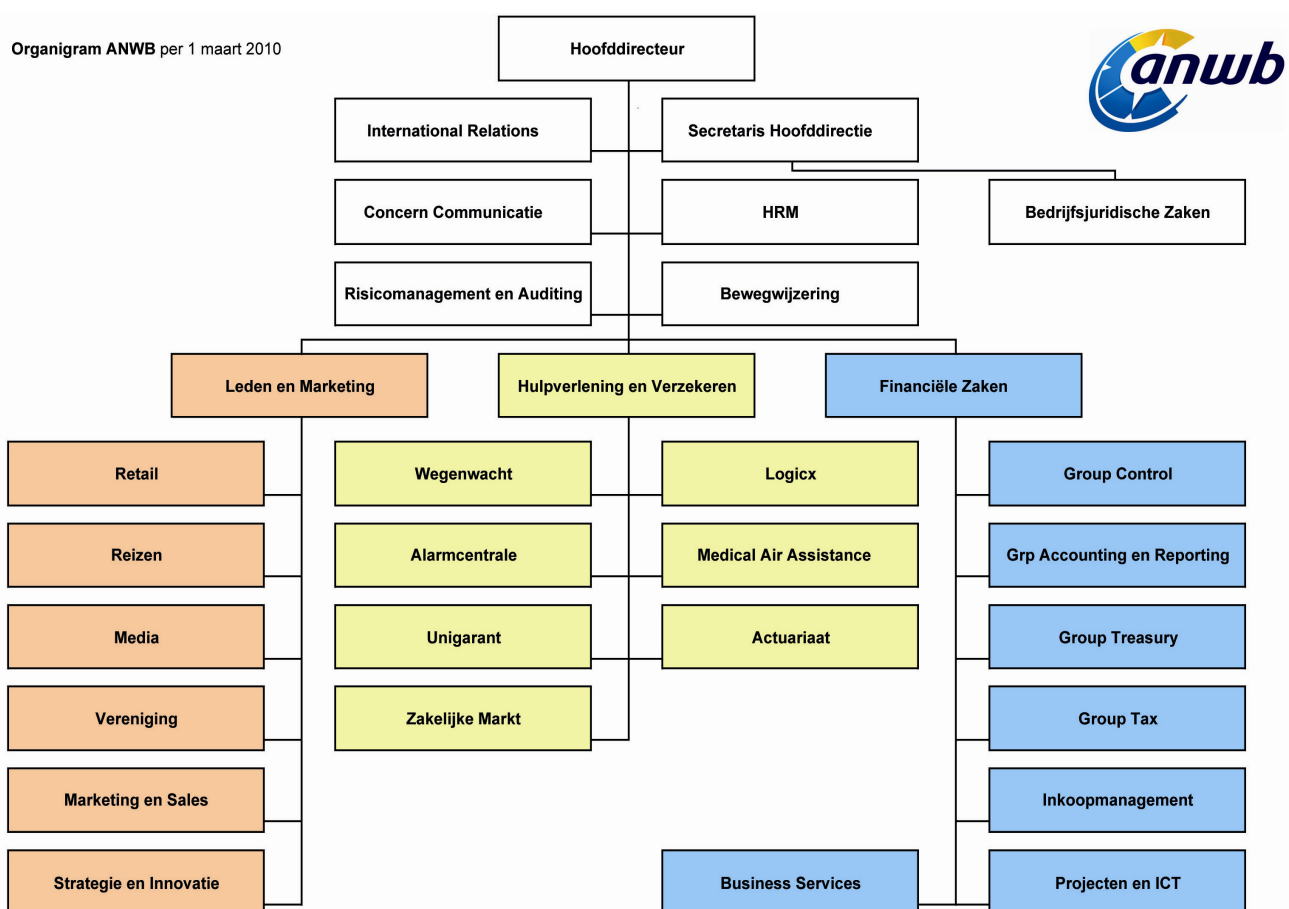 Organigram ANWB per 1 maart 2010
Hoofddirecteur
anwb
International Relations
Secretaris Hoofddirectie
Concern Communicatie
HRM
Bedrijfsjuridische Zaken
Risicomanagement en Auditing
Bewegwijzering
Leden en Marketing
Hulpverlening en Verzekeren
Financiële Zaken
Retail
Wegenwacht
Logicx
Group Control
Reizen
Alarmcentrale
Medical Air Assistance
Grp Accounting en Reporting
Media
Unigarant
Actuariaat
Group Treasury
Vereniging
Zakelijke Markt
Group Tax
Marketing en Sales
Inkoopmanagement
Strategie en Innovatie
Business Services
Projecten en ICT